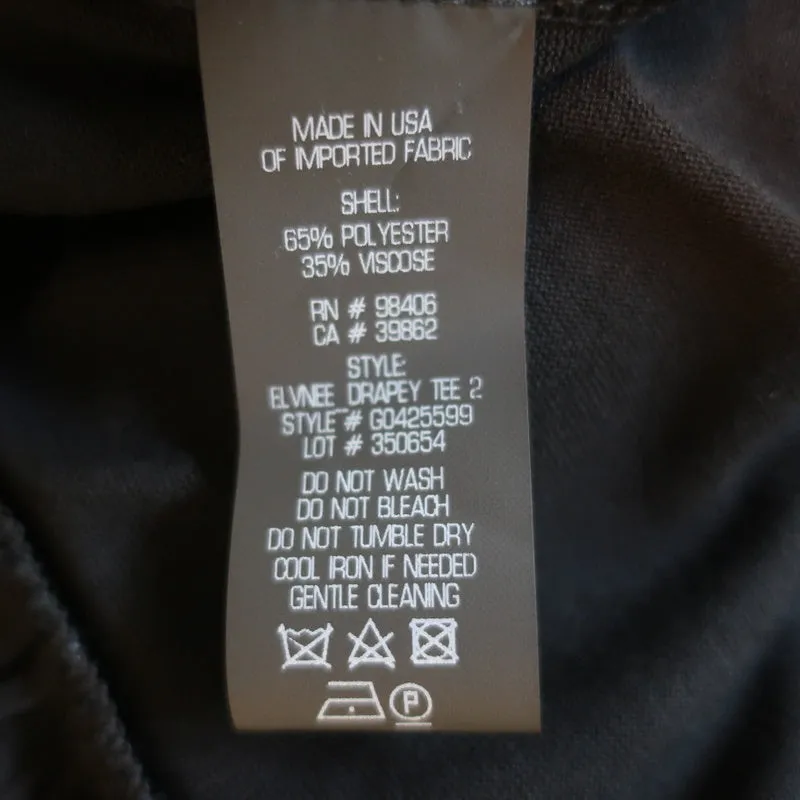 MADE IN USA
OF IMPORTED FABRIC
SHELL:
65% POLYESTER
35% VISCOSE
RN # 98406
CA # 39862
STYLE:
ELVNEE DRAPEY TEE 2
STYLE # G0425599
LOT # 350654
DO NOT WASH
DO NOT BLEACH
DO NOT TUMBLE DRY
COOL IRON IF NEEDED
GENTLE CLEANING
P